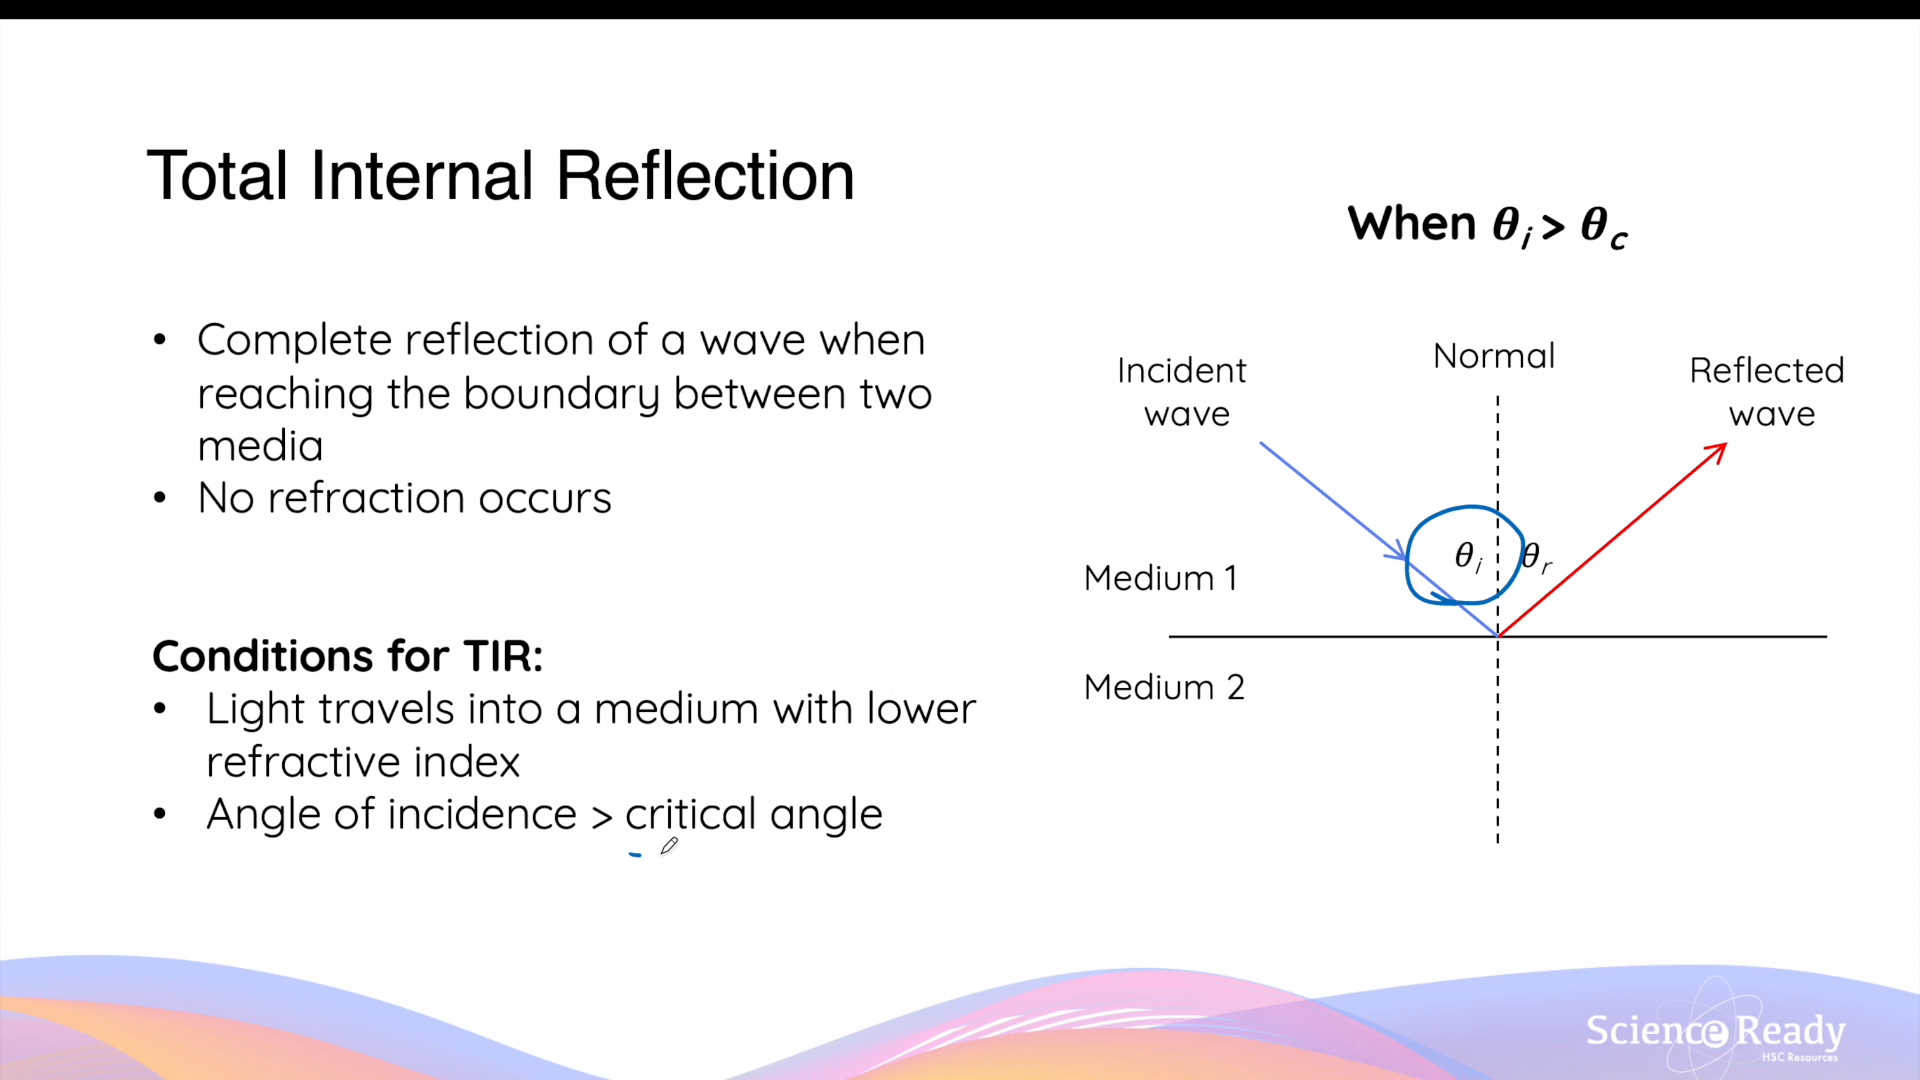 Total Internal Reflection
When θi > θc
• Complete reflection of a wave when
reaching the boundary between two
media
• No refraction occurs
Conditions for TIR:
• Light travels into a medium with lower
refractive index
• Angle of incidence > critical angle
Incident
wave
Normal
Reflected
wave
θi
θr
Medium 1
Medium 2
Science Ready
HSC Resources